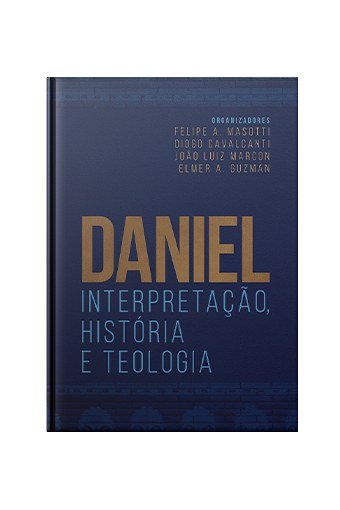 ORGANIZADORES
FELIPE A. MASOTTI
DIOGO CAVALCANTI
JOÃO LUIZ MARCON
ELMER A. GUZMAN
DANIEL
INTERPRETAÇÃO,
HISTÓRIA
E TEOLOGIA